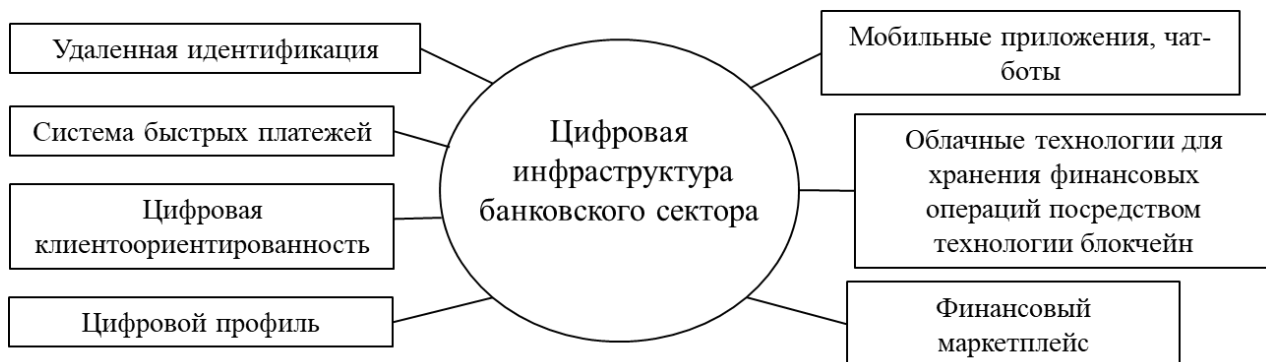 Удаленная идентификация
Система быстрых платежей
Цифровая
клиентоориентированность
Цифровой профиль
Цифровая
инфраструктура
банковского сектора
Мобильные приложения, чат-
боты
Облачные технологии для
хранения финансовых
операций посредством
технологии блокчейн
Финансовый
маркетплейс